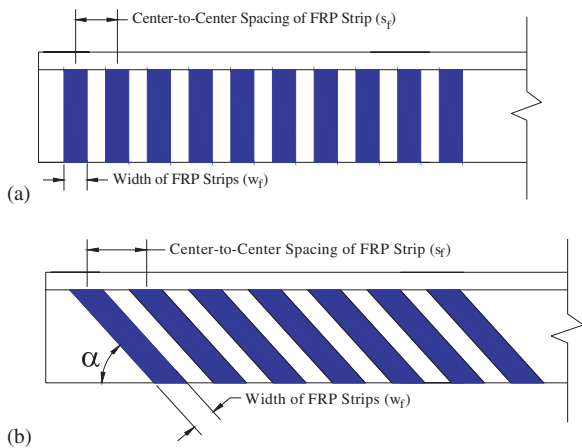 Center-to-Center Spacing of FRP Strip (sf)
Width of FRP Strips (wf)
(a)
Center-to-Center Spacing of FRP Strip (sf)
α
Width of FRP Strips (wf)
(b)